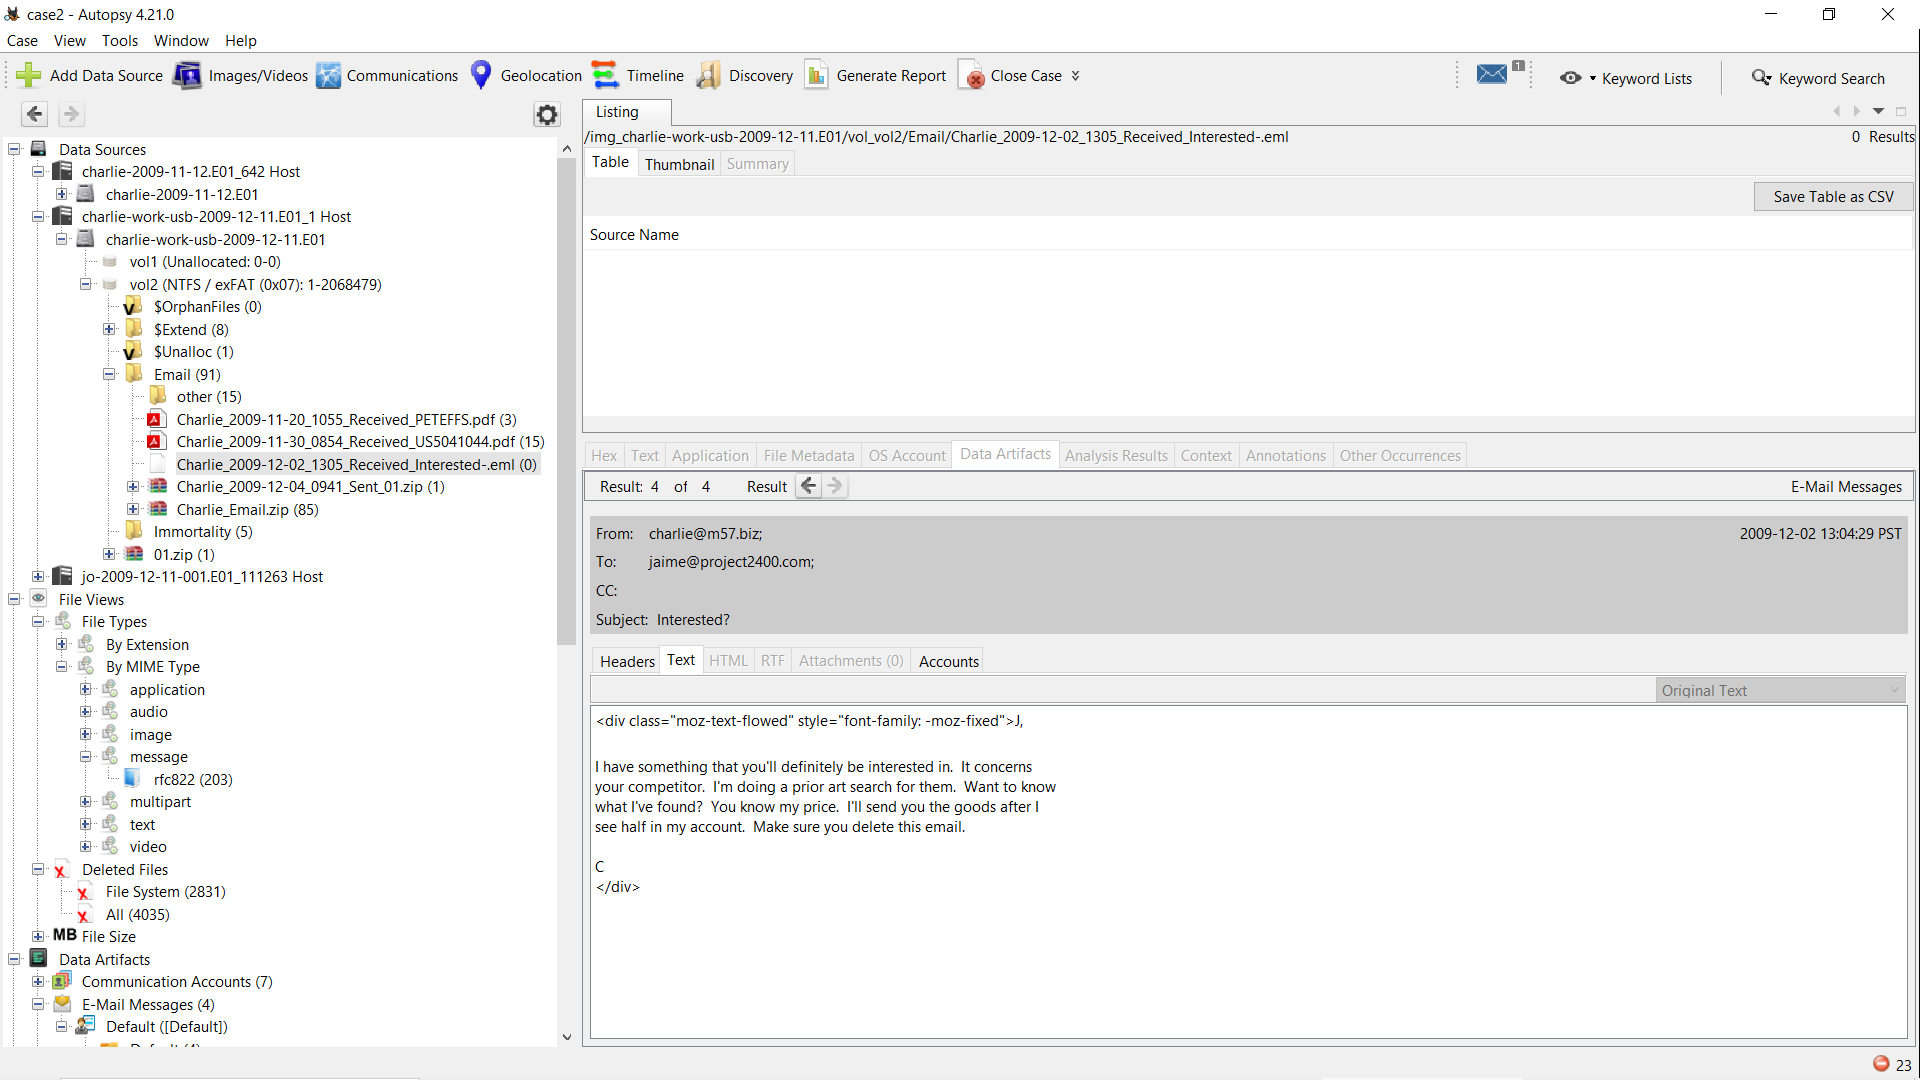 case2 - Autopsy 4.21.0
Case View Tools Window Help
Add Data Source Images/Videos Communications Geolocation Timeline Discovery Generate Report Close Case 1 Keyword Lists Keyword Search
Listing
/img_charlie-work-usb-2009-12-11.E01/vol_vol2/Email/Charlie_2009-12-02_1305_Received_Interested-.eml 0 Results
Table Thumbnail Summary
Save Table as CSV
Source Name
Data Sources
charlie-2009-11-12.E01_642 Host
charlie-2009-11-12.E01
charlie-work-usb-2009-12-11.E01_1 Host
charlie-work-usb-2009-12-11.E01
vol1 (Unallocated: 0-0)
vol2 (NTFS / exFAT (0x07): 1-2068479)
$OrphanFiles (0)
$Extend (8)
$Unalloc (1)
Email (91)
other (15)
Charlie_2009-11-20_1055_Received_PETEFFS.pdf (3)
Charlie_2009-11-30_0854_Received_US5041044.pdf (15)
Charlie_2009-12-02_1305_Received_Interested-.eml (0)
Charlie_2009-12-04_0941_Sent_01.zip (1)
Charlie_Email.zip (85)
Immortality (5)
01.zip (1)
jo-2009-12-11-001.E01_111263 Host
File Views
File Types
By Extension
By MIME Type
application
audio
image
message
rfc822 (203)
multipart
text
video
Deleted Files
File System (2831)
All (4035)
MB File Size
Data Artifacts
Communication Accounts (7)
E-Mail Messages (4)
Default ([Default])
Hex Text Application File Metadata OS Account Data Artifacts Analysis Results Context Annotations Other Occurrences
Result: 4 of 4 Result E-Mail Messages
From: charlie@m57.biz; 2009-12-02 13:04:29 PST
To: jaime@project2400.com;
CC:
Subject: Interested?
Headers Text HTML RTF Attachments (0) Accounts
Original Text
<div class="moz-text-flowed" style="font-family: -moz-fixed">J,
I have something that you'll definitely be interested in. It concerns
your competitor. I'm doing a prior art search for them. Want to know
what I've found? You know my price. I'll send you the goods after I
see half in my account. Make sure you delete this email.
C
</div>
23